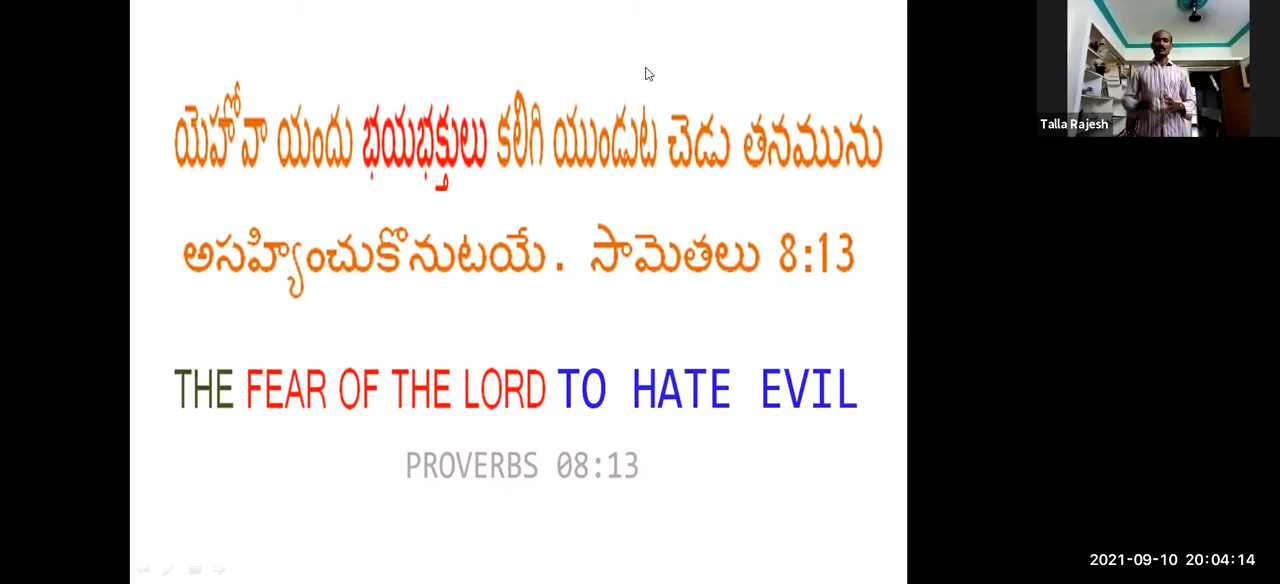 యెహోవా యందు భయభక్తులు కలిగి యుండుట చెడు తనమును
అసహ్యించుకొనుటయే. సామెతలు 8:13
THE FEAR OF THE LORD TO HATE EVIL
PROVERBS 08:13
Talla Rajesh
2021-09-10 20:04:14